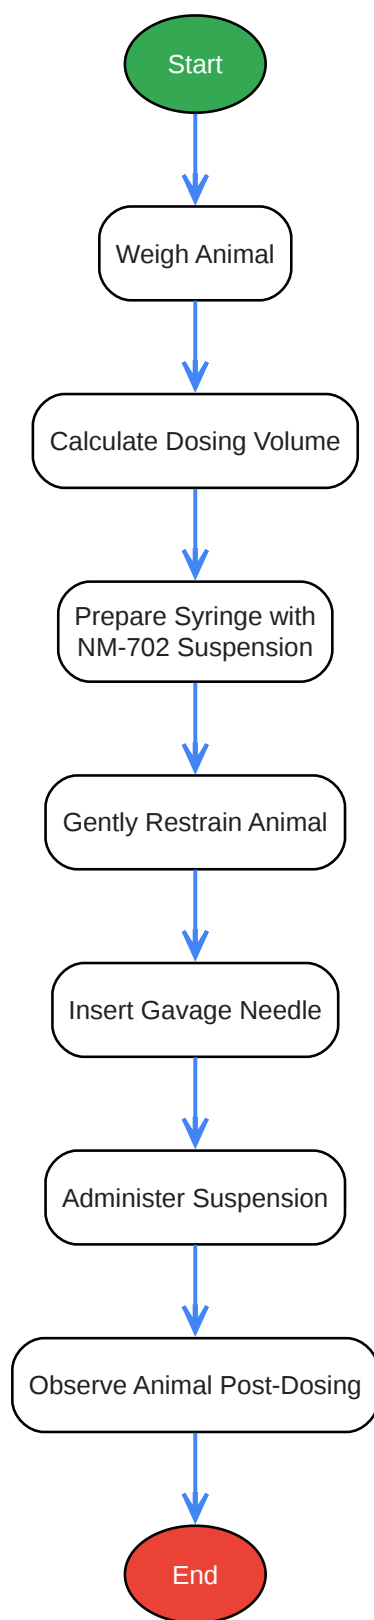 Start
Weigh Animal
Calculate Dosing Volume
Prepare Syringe with
NM-702 Suspension
Gently Restrain Animal
Insert Gavage Needle
Administer Suspension
Observe Animal Post-Dosing
End